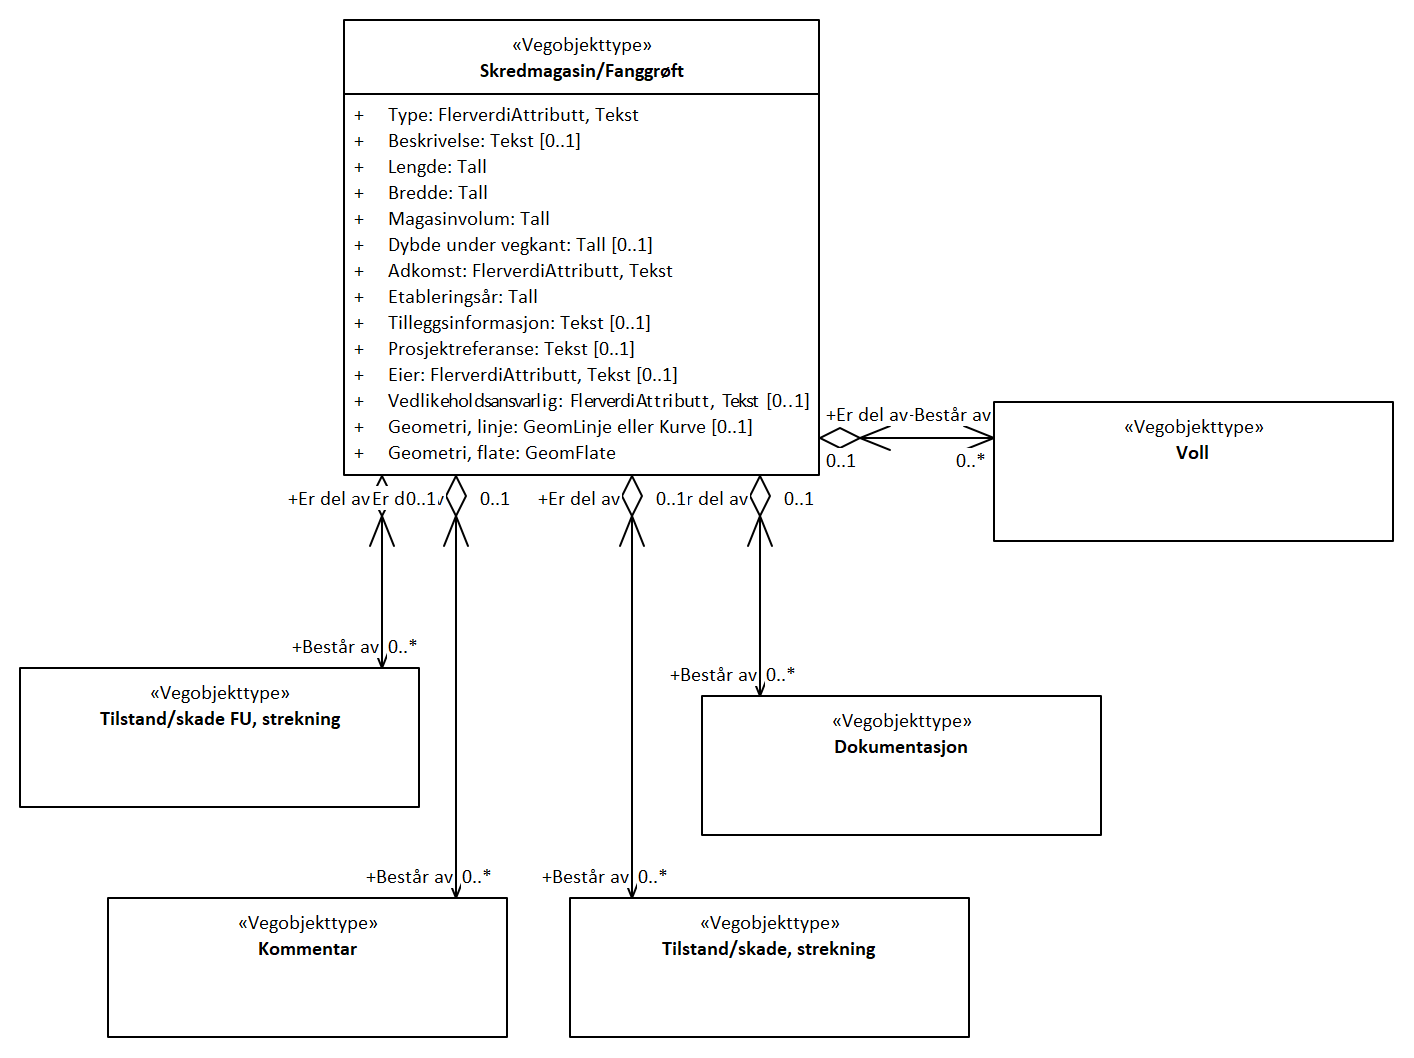 «Vegobjekttype»
Skredmagasin/Fanggrøft
+ Type: FlerverdiAttributt, Tekst
+ Beskrivelse: Tekst [0..1]
+ Lengde: Tall
+ Bredde: Tall
+ Magasinvolum: Tall
+ Dybde under vegkant: Tall [0..1]
+ Adkomst: FlerverdiAttributt, Tekst
+ Etableringsår: Tall
+ Tilleggsinformasjon: Tekst [0..1]
+ Prosjektreferanse: Tekst [0..1]
+ Eier: FlerverdiAttributt, Tekst [0..1]
+ Vedlikeholdsansvarlig: FlerverdiAttributt, Tekst [0..1]
+ Geometri, linje: GeomLinje eller Kurve [0..1]
+ Geometri, flate: GeomFlate
+Er del av
Består av
0..1
0..*
«Vegobjekttype»
Voll
+Er del av
Er d
0..1
0..1
+Er del av
0..1
r del av
0..1
+Består av 0..*
«Vegobjekttype»
Tilstand/skade FU, strekning
+Består av 0..*
«Vegobjekttype»
Dokumentasjon
+Består av 0..*
«Vegobjekttype»
Kommentar
+Består av 0..*
«Vegobjekttype»
Tilstand/skade, strekning